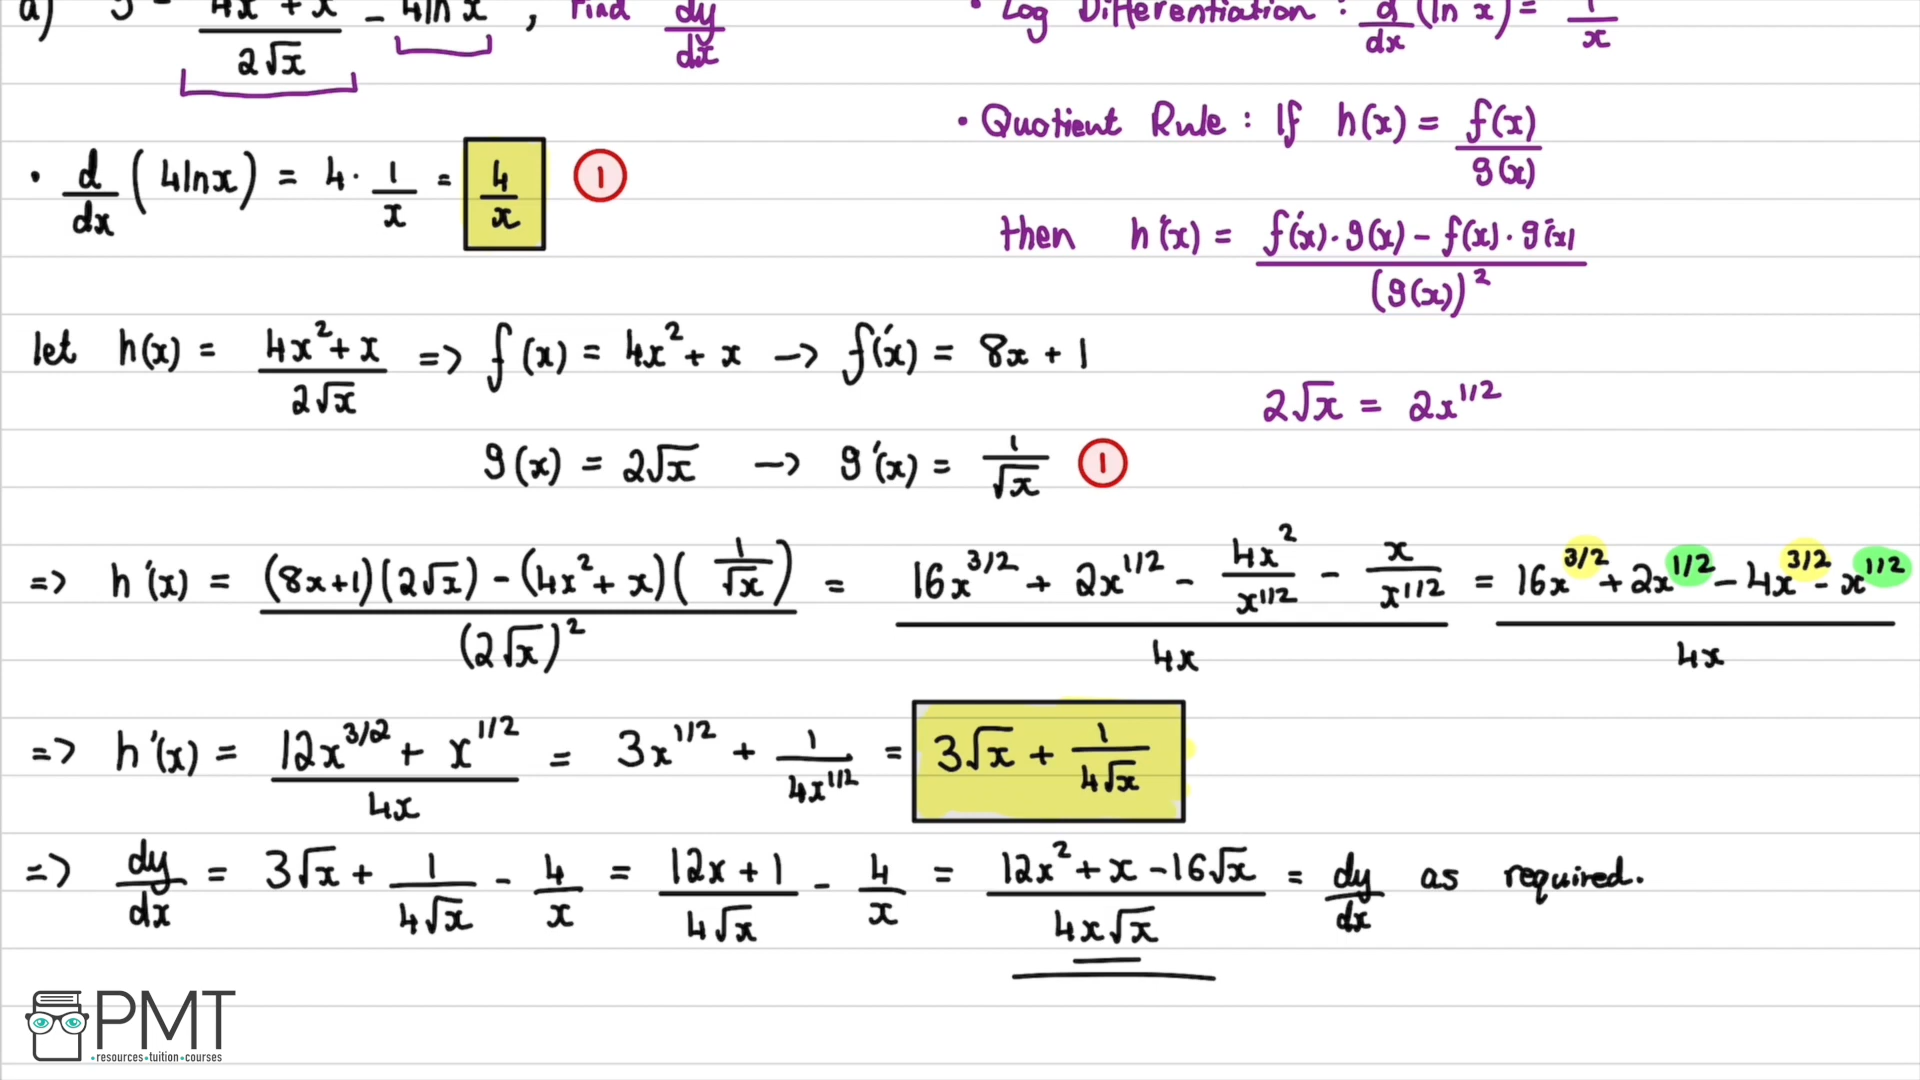 a) y = (4x² + x)/(2√x) - 4ln x , Find dy/dx
• Log Differentiation : d/dx (ln x) = 1/x
• Quotient Rule : If h(x) = f(x)/g(x)
then h'(x) = (f'(x)·g(x) - f(x)·g'(x))/(g(x))²
• d/dx (4lnx) = 4 · 1/x = 4/x ①
let h(x) = (4x² + x)/(2√x) => f(x) = 4x² + x -> f'(x) = 8x + 1
2√x = 2x^1/2
g(x) = 2√x -> g'(x) = 1/√x ①
=> h'(x) = ((8x+1)(2√x) - (4x² + x)(1/√x))/(2√x)² = (16x^3/2 + 2x^1/2 - 4x²/x^1/2 - x/x^1/2)/4x = (16x^3/2 + 2x^1/2 - 4x^3/2 - x^1/2)/4x
=> h'(x) = (12x^3/2 + x^1/2)/4x = 3x^1/2 + 1/(4x^1/2) = 3√x + 1/(4√x)
=> dy/dx = 3√x + 1/(4√x) - 4/x = (12x + 1)/(4√x) - 4/x = (12x² + x - 16√x)/(4x√x) = dy/dx as required.
PMT
•resources•tuition•courses